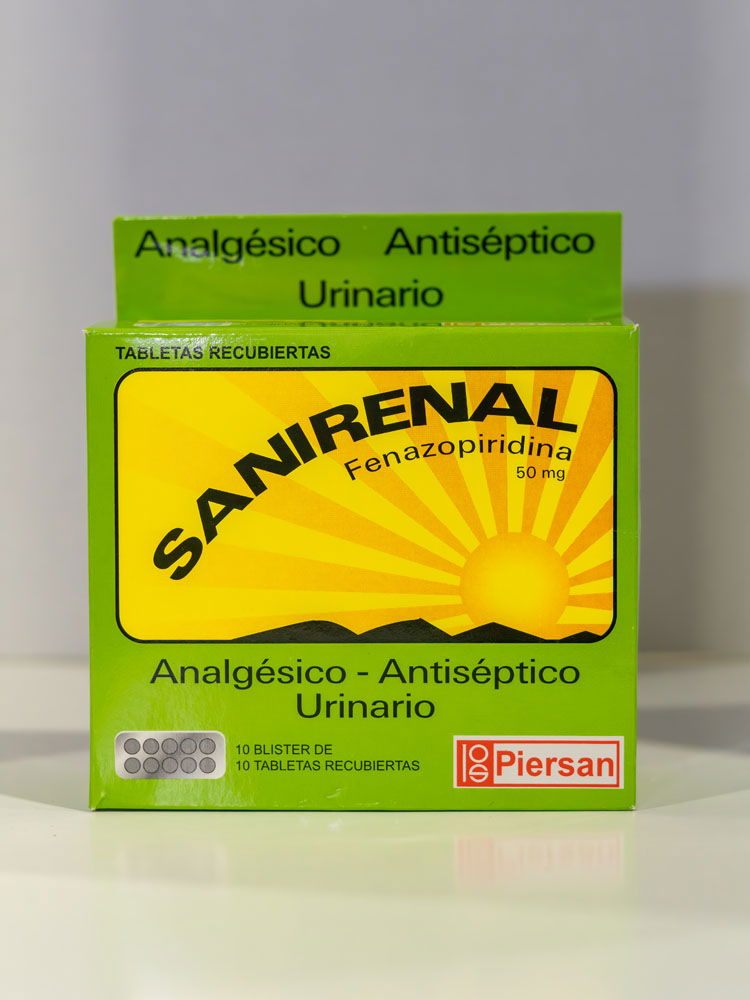 Analgésico Antiséptico
Urinario
TABLETAS RECUBIERTAS
SANIRENAL
Fenazopiridina
50 mg
Analgésico - Antiséptico
Urinario
10 BLISTER DE
10 TABLETAS RECUBIERTAS
Piersan